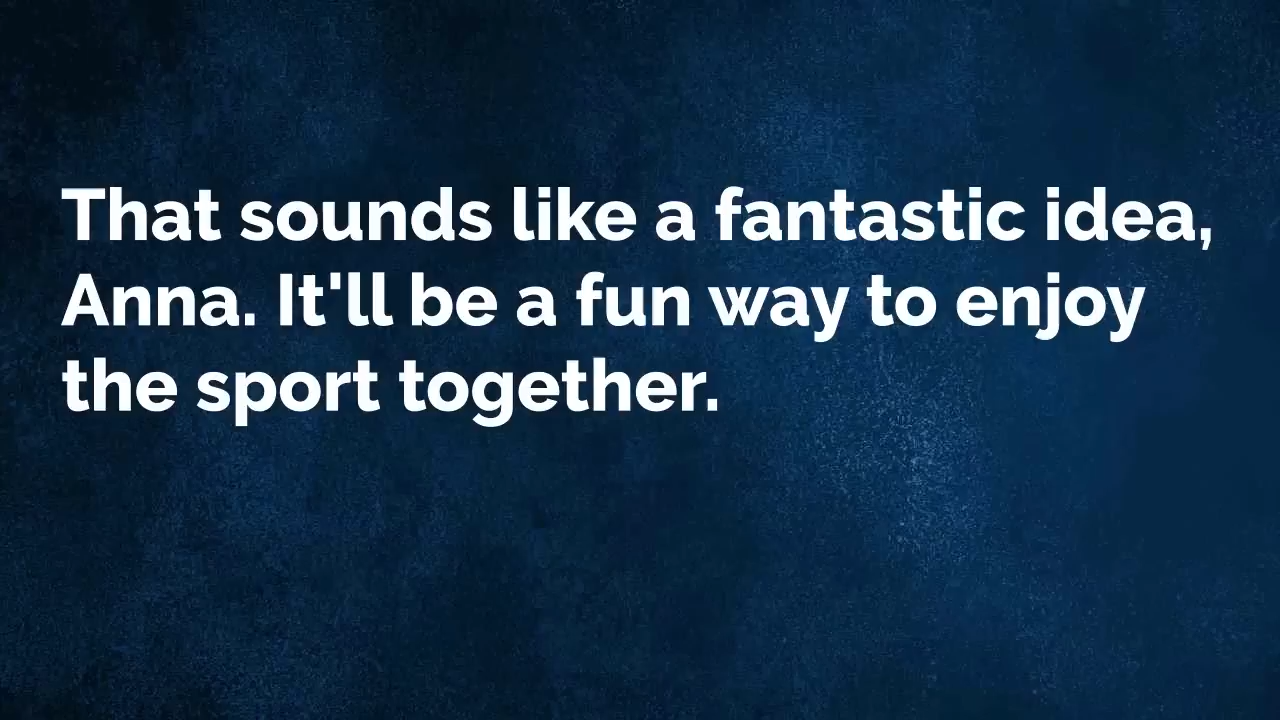 That sounds like a fantastic idea,
Anna. It'll be a fun way to enjoy
the sport together.